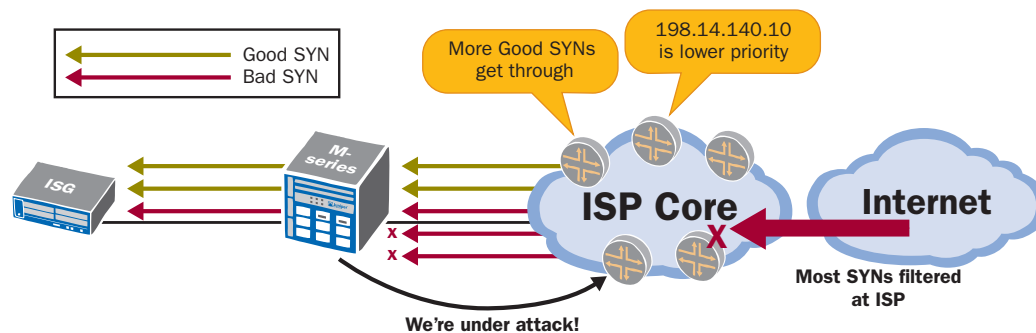 Good SYN
Bad SYN
More Good SYNs
get through
198.14.140.10
is lower priority
ISG
M-
series
x
x
ISP Core
X
Internet
Most SYNs filtered
at ISP
We're under attack!